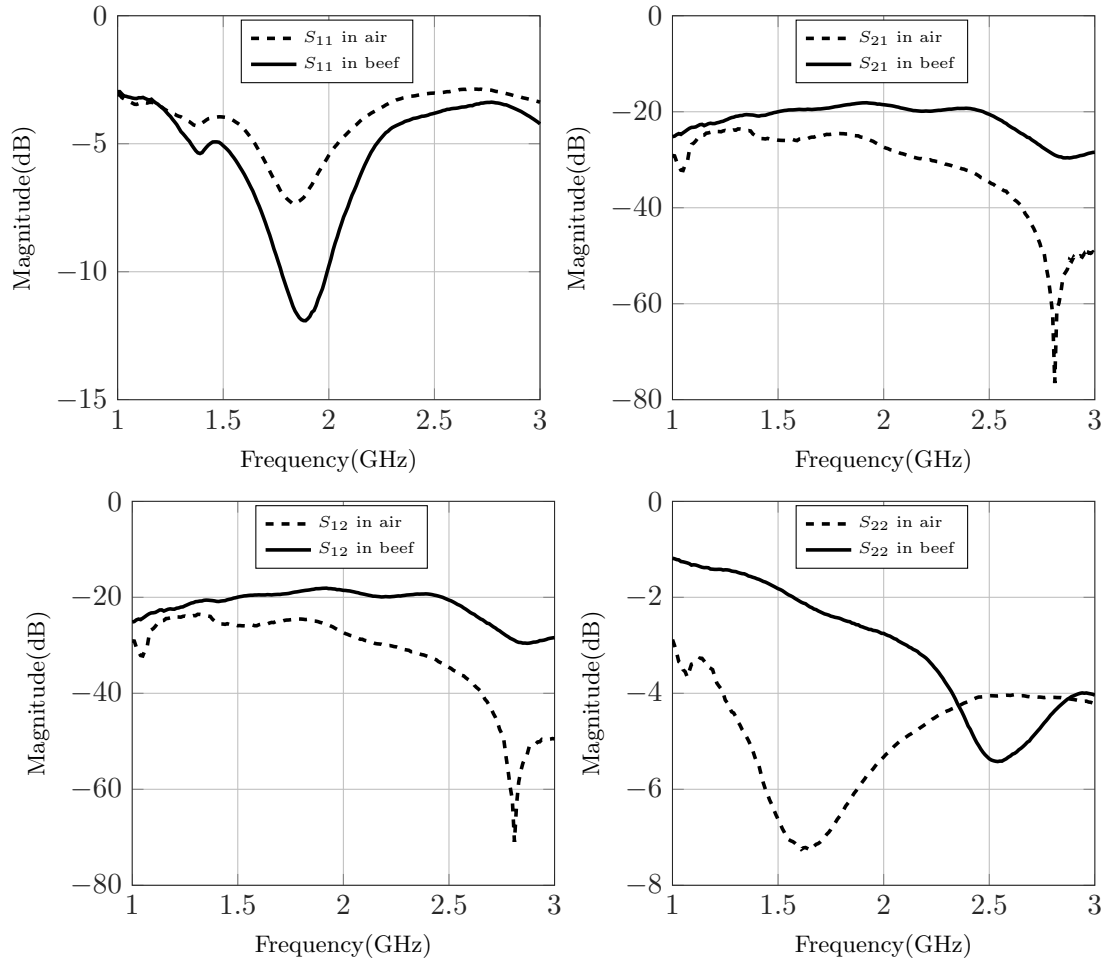 0
−5
−10
−15
1
1.5
2
2.5
3
Frequency(GHz)
Magnitude(dB)
S11 in air
S11 in beef
0
−20
−40
−60
−80
1
1.5
2
2.5
3
Frequency(GHz)
Magnitude(dB)
S21 in air
S21 in beef
0
−20
−40
−60
−80
1
1.5
2
2.5
3
Frequency(GHz)
Magnitude(dB)
S12 in air
S12 in beef
0
−2
−4
−6
−8
1
1.5
2
2.5
3
Frequency(GHz)
Magnitude(dB)
S22 in air
S22 in beef